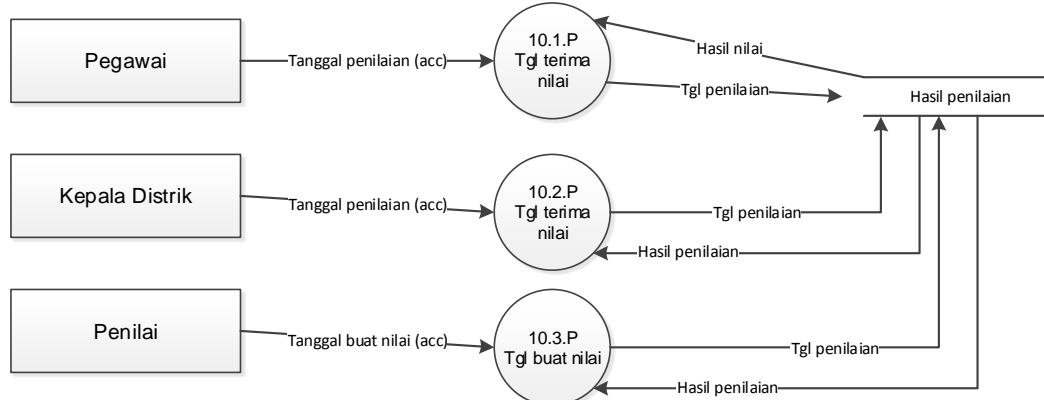 Pegawai
Tanggal penilaian (acc)
10.1.P
Tgl terima
nilai
Hasil nilai
Tgl penilaian
Hasil penilaian
Kepala Distrik
Tanggal penilaian (acc)
10.2.P
Tgl terima
nilai
Tgl penilaian
Hasil penilaian
Penilai
Tanggal buat nilai (acc)
10.3.P
Tgl buat nilai
Tgl penilaian
Hasil penilaian